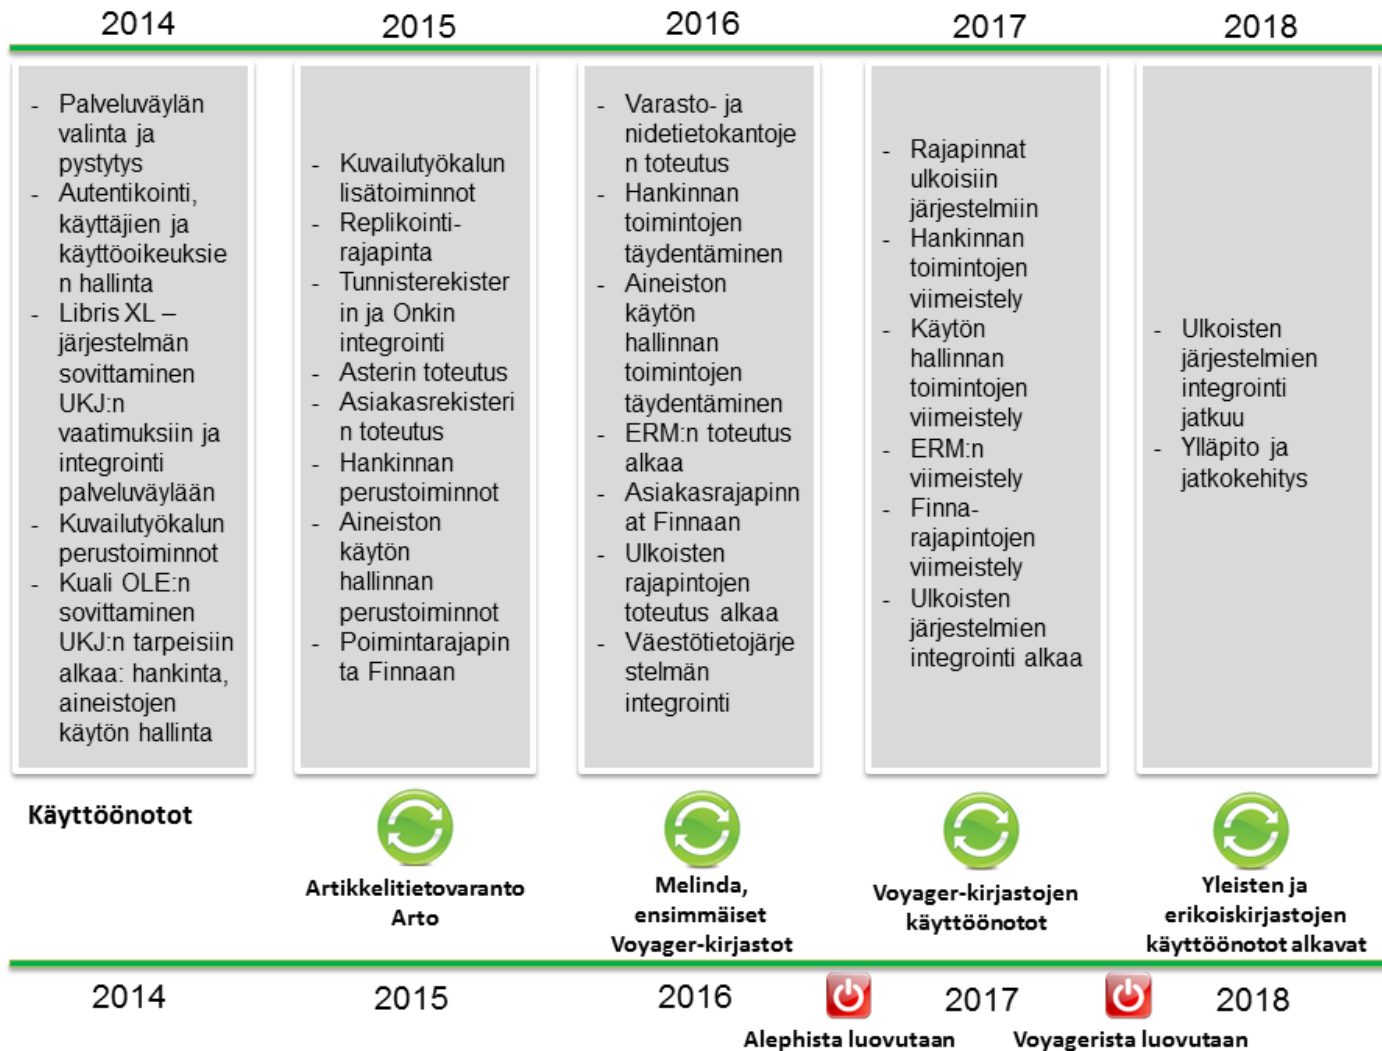 2014
2015
2016
2017
2018
- Palveluväylän
valinta ja
pystytys
- Autentikointi,
käyttäjien ja
käyttöoikeuksie
n hallinta
- Libris XL –
järjestelmän
sovittaminen
UKJ:n
vaatimuksiin ja
integrointi
palveluväylään
- Kuvailutyökalun
perustoiminnot
- Kuali OLE:n
sovittaminen
UKJ:n tarpeisiin
alkaa: hankinta,
aineistojen
käytön hallinta
- Kuvailutyökalun
lisätoiminnot
- Replikointi-
rajapinta
- Tunnisterekister
in ja Onkin
integrointi
- Asterin toteutus
- Asiakasrekisteri
n toteutus
- Hankinnan
perustoiminnot
- Aineiston
käytön
hallinnan
perustoiminnot
- Poimintarajapin
ta Finnaan
- Varasto- ja
nidetietokantoje
n toteutus
- Hankinnan
toimintojen
täydentäminen
- Aineiston
käytön
hallinnan
toimintojen
täydentäminen
- ERM:n toteutus
alkaa
- Asiakasrajapinn
at Finnaan
- Ulkoisten
rajapintojen
toteutus alkaa
- Väestötietojärje
stelmän
integrointi
- Rajapinnat
ulkoisiin
järjestelmiin
- Hankinnan
toimintojen
viimeistely
- Käytön
hallinnan
toimintojen
viimeistely
- ERM:n
viimeistely
- Finna-
rajapintojen
viimeistely
- Ulkoisten
järjestelmien
integrointi alkaa
- Ulkoisten
järjestelmien
integrointi
jatkuu
- Ylläpito ja
jatkokehitys
Käyttöönotot
Artikkelitietovaranto
Arto
Melinda,
ensimmäiset
Voyager-kirjastot
Voyager-kirjastojen
käyttöönotot
Yleisten ja
erikoiskirjastojen
käyttöönotot alkavat
2014
2015
2016
2017
2018
Alephista luovutaan
Voyagerista luovutaan